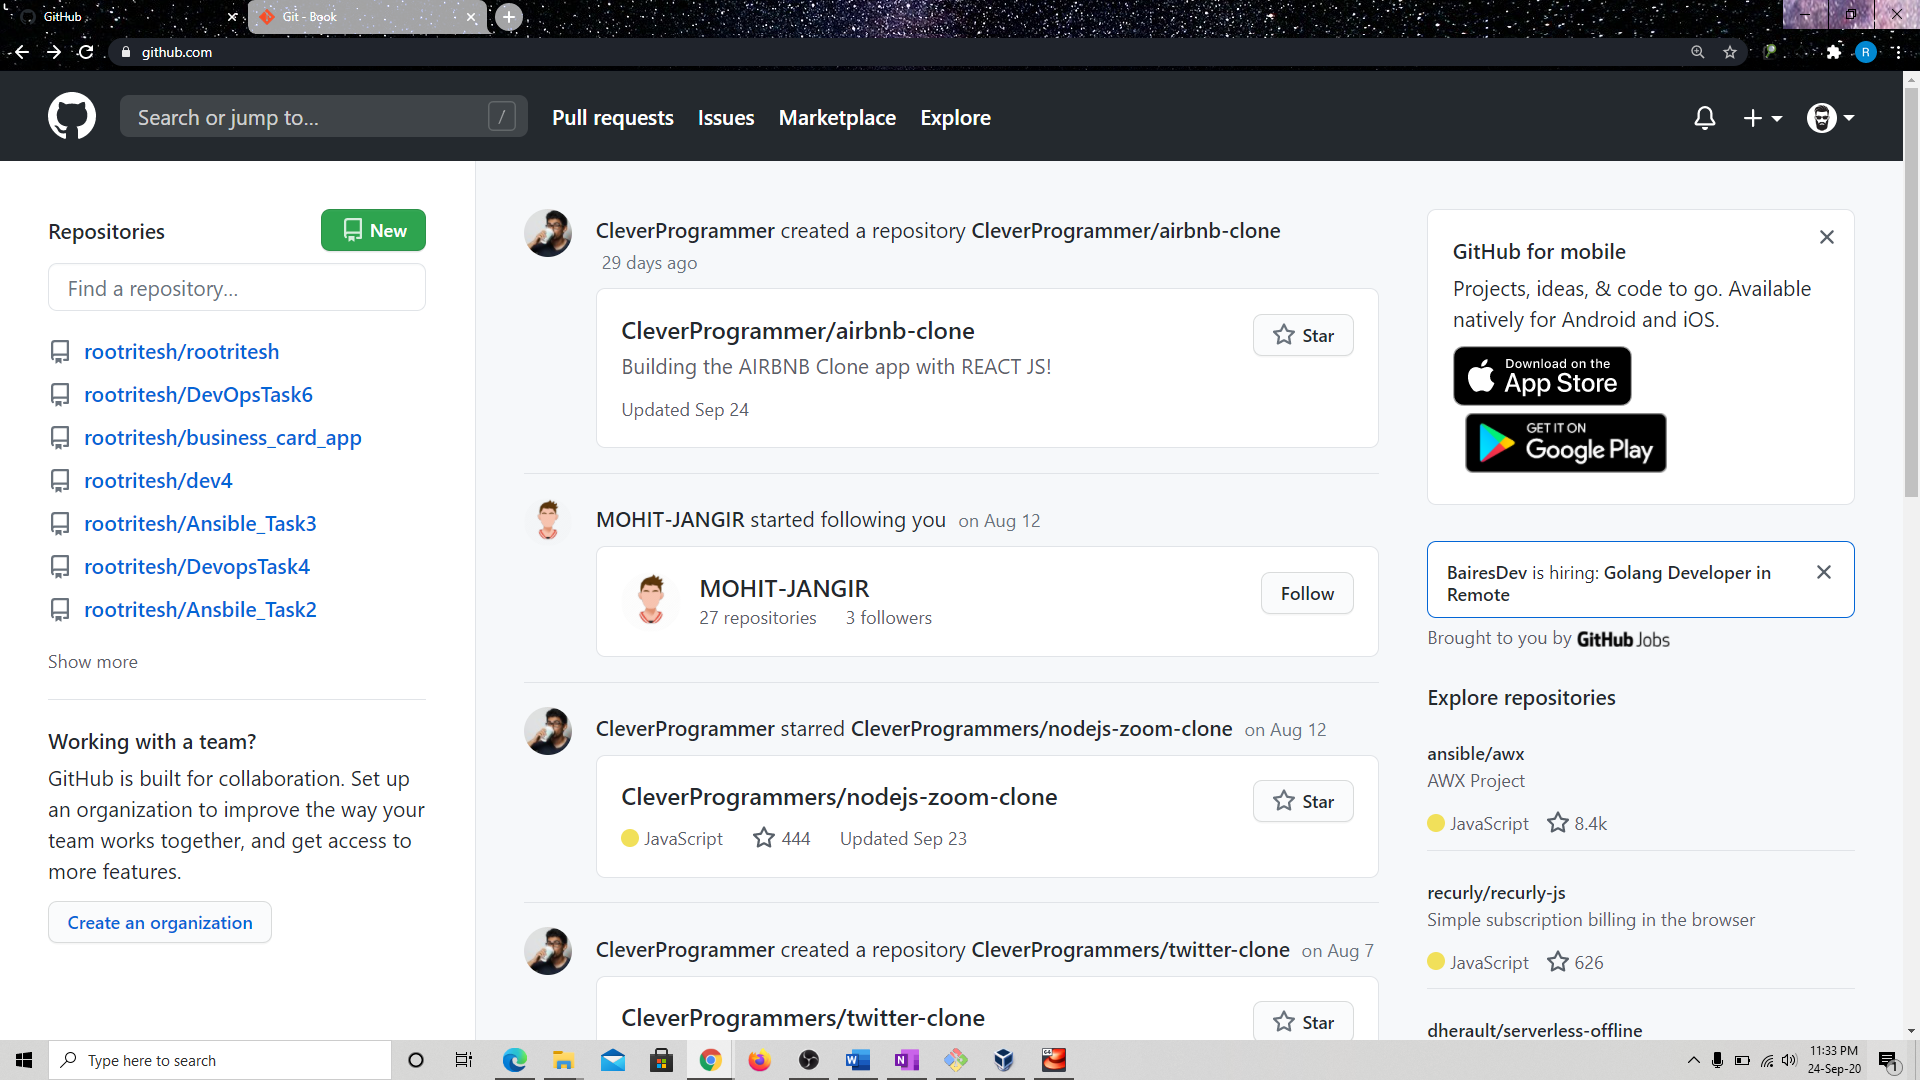 GitHub
Git - Book
github.com
R
Search or jump to...
/
Pull requests
Issues
Marketplace
Explore
Repositories
New
Find a repository...
rootritesh/rootritesh
rootritesh/DevOpsTask6
rootritesh/business_card_app
rootritesh/dev4
rootritesh/Ansible_Task3
rootritesh/DevopsTask4
rootritesh/Ansbile_Task2
Show more
Working with a team?
GitHub is built for collaboration. Set up
an organization to improve the way your
team works together, and get access to
more features.
Create an organization
CleverProgrammer created a repository CleverProgrammer/airbnb-clone
29 days ago
CleverProgrammer/airbnb-clone
Star
Building the AIRBNB Clone app with REACT JS!
Updated Sep 24
MOHIT-JANGIR started following you on Aug 12
MOHIT-JANGIR
27 repositories 3 followers
Follow
CleverProgrammer starred CleverProgrammers/nodejs-zoom-clone on Aug 12
CleverProgrammers/nodejs-zoom-clone
Star
JavaScript 444 Updated Sep 23
CleverProgrammer created a repository CleverProgrammers/twitter-clone on Aug 7
CleverProgrammers/twitter-clone
Star
GitHub for mobile
Projects, ideas, & code to go. Available
natively for Android and iOS.
Download on the
App Store
GET IT ON
Google Play
BairesDev is hiring: Golang Developer in
Remote
Brought to you by GitHub Jobs
Explore repositories
ansible/awx
AWX Project
JavaScript 8.4k
recurly/recurly-js
Simple subscription billing in the browser
JavaScript 626
dherault/serverless-offline
Type here to search
11:33 PM
24-Sep-20
1